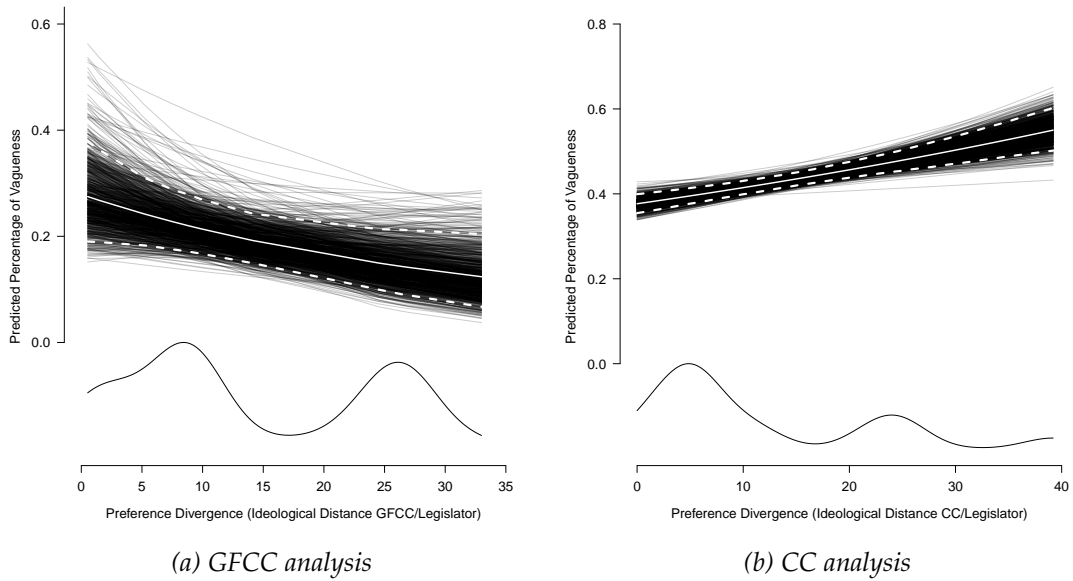 0.6
0.4
0.2
0.0
Predicted Percentage of Vagueness
0 5 10 15 20 25 30 35
Preference Divergence (Ideological Distance GFCC/Legislator)
(a) GFCC analysis
0.8
0.6
0.4
0.2
0.0
Predicted Percentage of Vagueness
0 10 20 30 40
Preference Divergence (Ideological Distance CC/Legislator)
(b) CC analysis